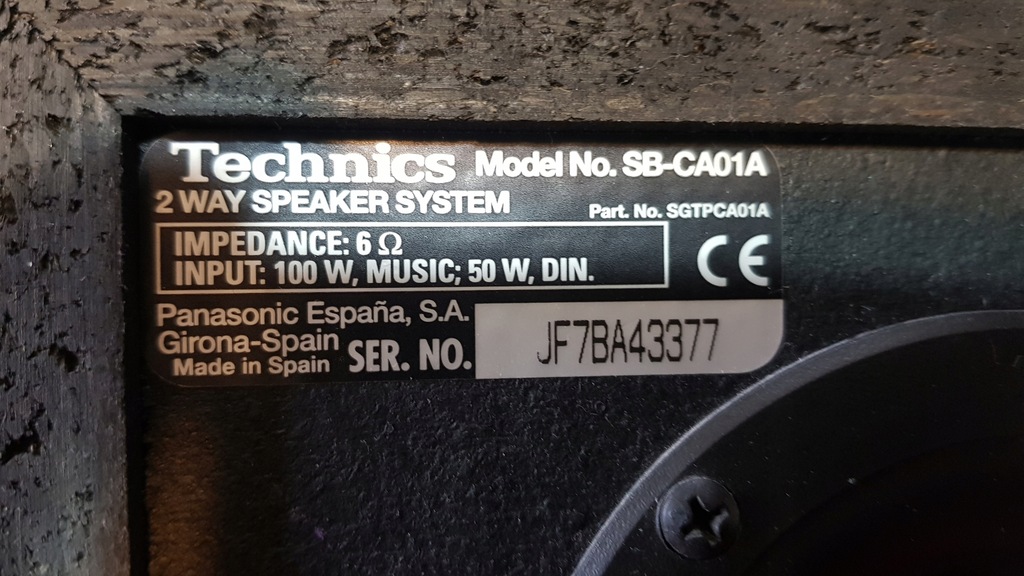 Technics Model No. SB-CA01A
2 WAY SPEAKER SYSTEM Part. No. SGTPCA01A
IMPEDANCE: 6 Ω
INPUT: 100 W, MUSIC; 50 W, DIN.
CE
Panasonic España, S.A.
Girona-Spain
Made in Spain SER. NO. JF7BA43377